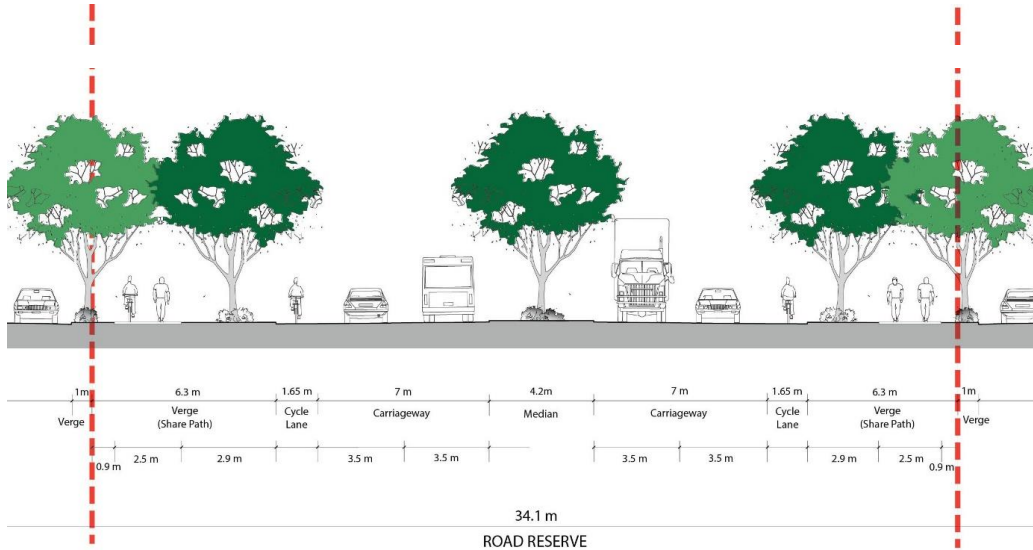 1m
6.3 m
1.65 m
7 m
4.2m
7 m
1.65 m
6.3 m
1m
Verge
Verge
(Share Path)
Cycle
Lane
Carriageway
Median
Carriageway
Cycle
Lane
Verge
(Share Path)
Verge
0.9 m
2.5 m
2.9 m
3.5 m
3.5 m
3.5 m
3.5 m
2.9 m
2.5 m
0.9 m
34.1 m
ROAD RESERVE